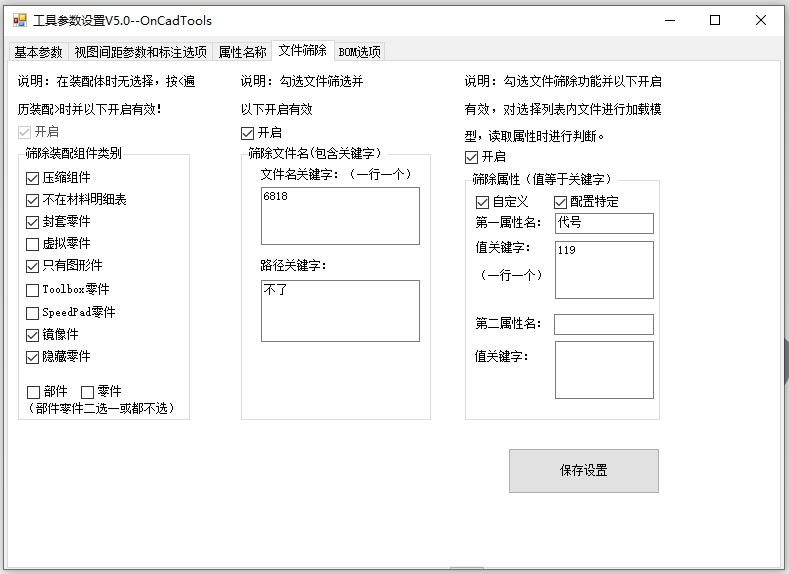 工具参数设置V5.0--OnCadTools
基本参数 视图间距参数和标注选项 属性名称 文件筛除 BOM选项
说明：在装配体时无选择，按<遍
历装配>时并以下开启有效！
开启
筛除装配组件类别
压缩组件
不在材料明细表
封套零件
虚拟零件
只有图形件
Toolbox零件
SpeedPad零件
镜像件
隐藏零件
部件 零件
（部件零件二选一或都不选）
说明：勾选文件筛选并
以下开启有效
开启
筛除文件名(包含关键字）
文件名关键字：（一行一个）
6818
路径关键字：
不了
说明：勾选文件筛除功能并以下开启
有效，对选择列表内文件进行加载模
型，读取属性时进行判断。
开启
筛除属性（值等于关键字）
自定义 配置特定
第一属性名： 代号
值关键字： 119
（一行一个）
第二属性名：
值关键字：
保存设置